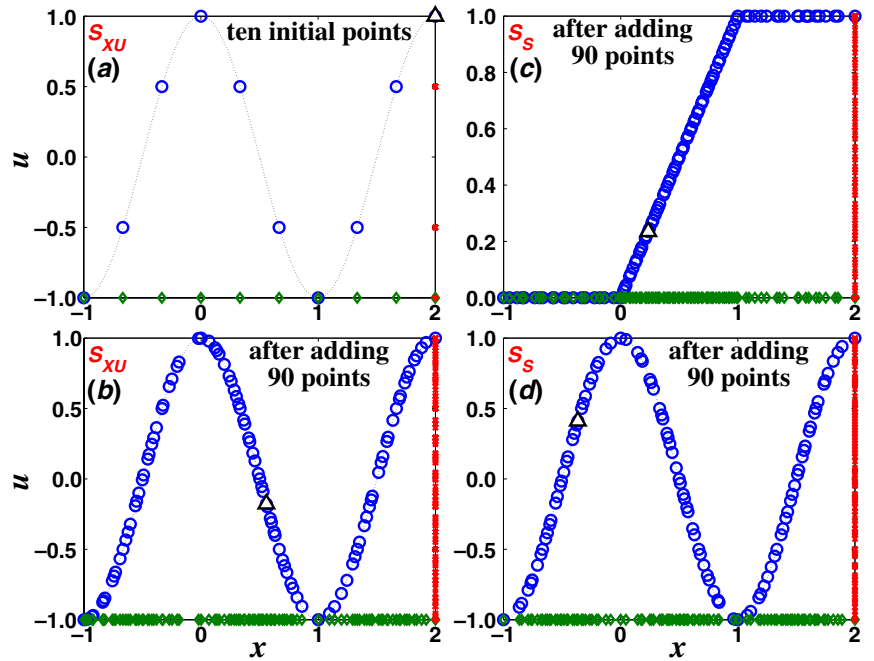 S_XU
(a)
ten initial points
1.0
0.5
0.0
−0.5
−1.0
u
−1
0
1
2
S_S
(c)
after adding
90 points
1.0
0.8
0.6
0.4
0.2
0.0
−1
0
1
2
S_XU
(b)
after adding
90 points
1.0
0.5
0.0
−0.5
−1.0
u
−1
0
1
2
x
S_S
(d)
after adding
90 points
1.0
0.5
0.0
−0.5
−1.0
−1
0
1
2
x